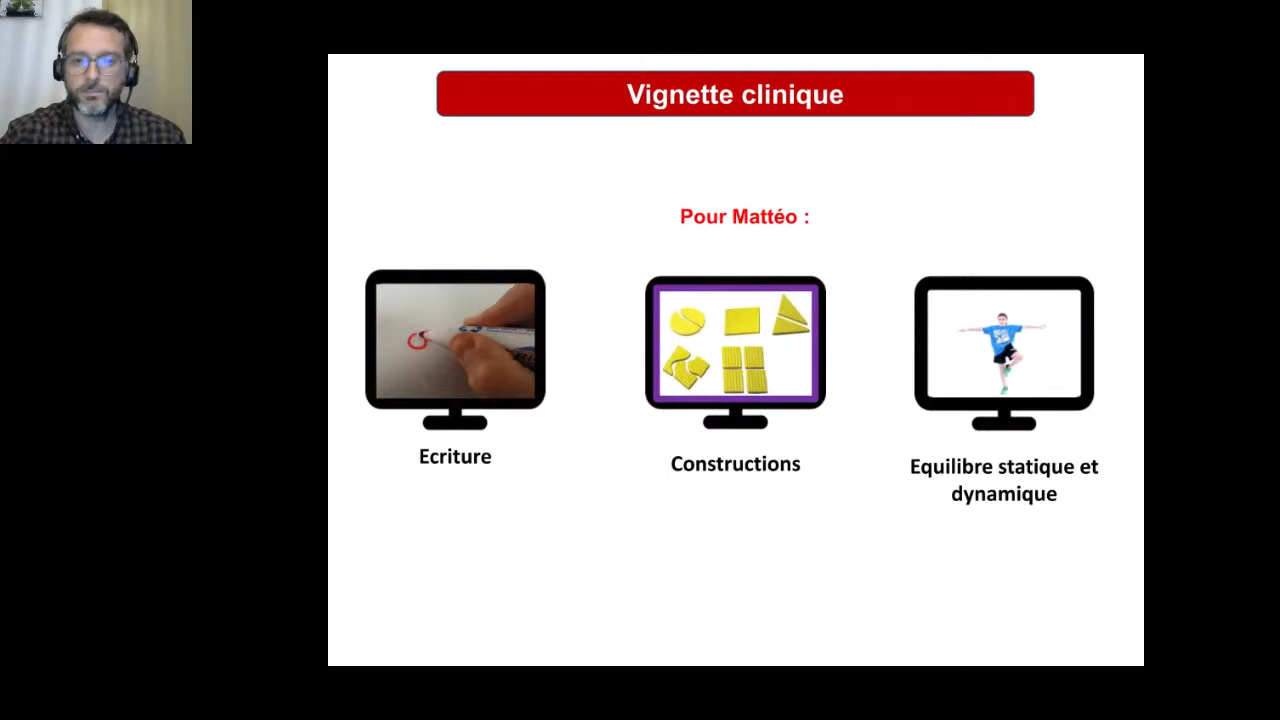 Vignette clinique
Pour Mattéo :
Ecriture
Constructions
Equilibre statique et
dynamique